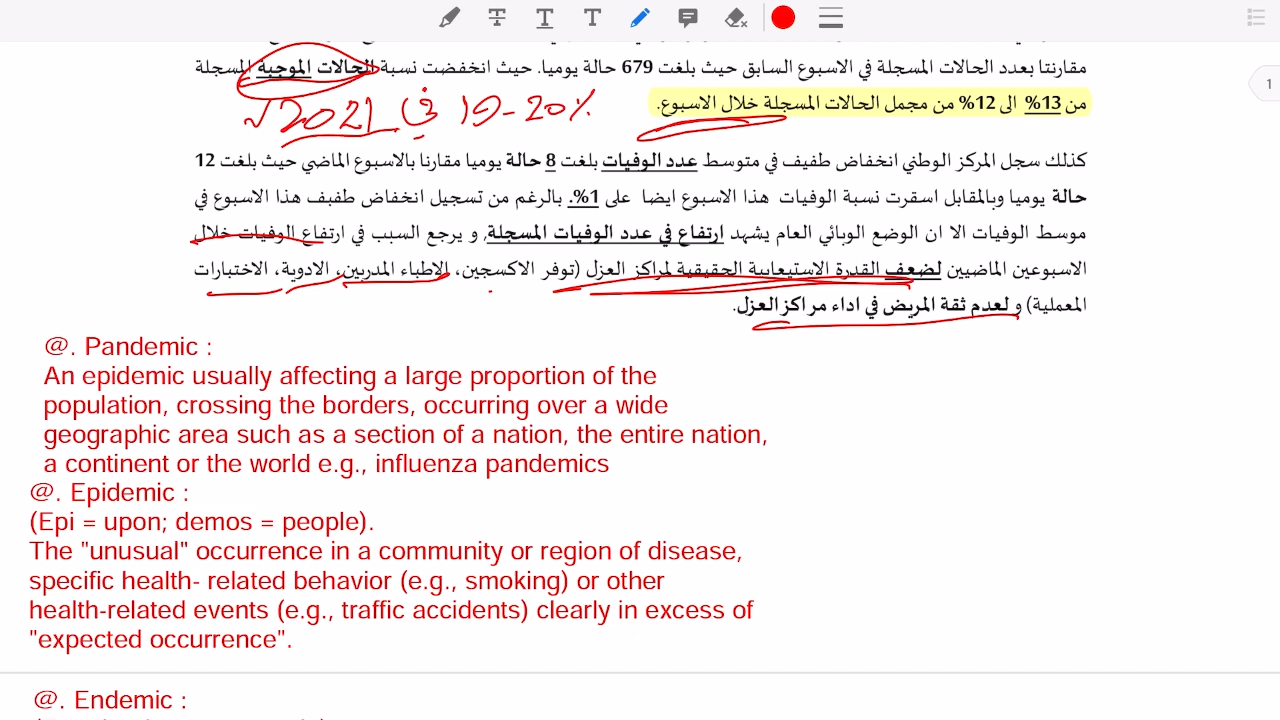 مقارنتا بعدد الحالات المسجلة في الاسبوع السابق حيث بلغت 679 حالة يوميا. حيث انخفضت نسبة الحالات الموجبة المسجلة
من 13% الى 12% من مجمل الحالات المسجلة خلال الاسبوع.
19-20% في 2021
كذلك سجل المركز الوطني انخفاض طفيف في متوسط عدد الوفيات بلغت 8 حالة يوميا مقارنا بالاسبوع الماضي حيث بلغت 12
حالة يوميا وبالمقابل اسقرت نسبة الوفيات هذا الاسبوع ايضا على 1%. بالرغم من تسجيل انخفاض طفيف هذا الاسبوع في
موسط الوفيات الا ان الوضع الوبائي العام يشهد ارتفاع في عدد الوفيات المسجلة, و يرجع السبب في ارتفاع الوفيات خلال
الاسبوعين الماضيين لضعف القدرة الاستيعابية الحقيقية لمراكز العزل (توفر الاكسجين، الاطباء المدربين، الادوية، الاختبارات
المعملية) و لعدم ثقة المريض في اداء مراكز العزل.
@. Pandemic :
An epidemic usually affecting a large proportion of the
population, crossing the borders, occurring over a wide
geographic area such as a section of a nation, the entire nation,
a continent or the world e.g., influenza pandemics
@. Epidemic :
(Epi = upon; demos = people).
The "unusual" occurrence in a community or region of disease,
specific health- related behavior (e.g., smoking) or other
health-related events (e.g., traffic accidents) clearly in excess of
"expected occurrence".
@. Endemic :
1